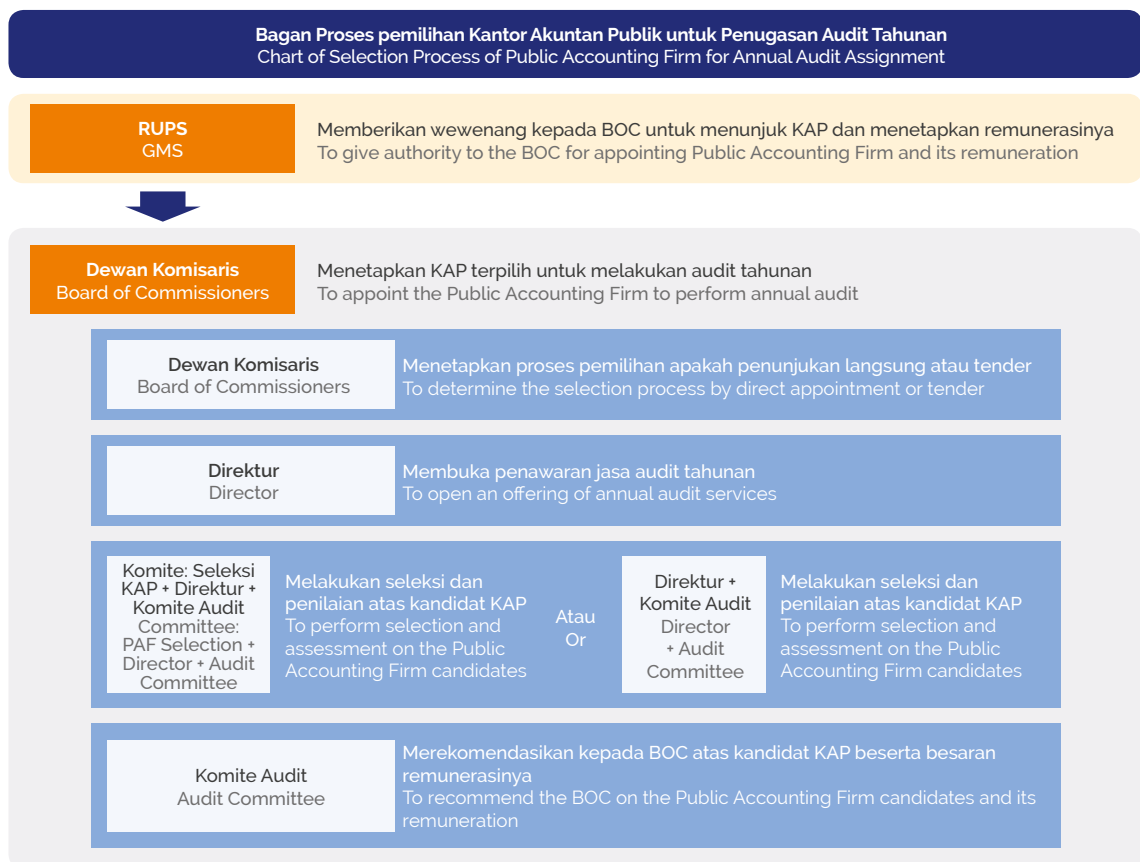 Bagan Proses pemilihan Kantor Akuntan Publik untuk Penugasan Audit Tahunan
Chart of Selection Process of Public Accounting Firm for Annual Audit Assignment
RUPS
GMS
Memberikan wewenang kepada BOC untuk menunjuk KAP dan menetapkan remunerasinya
To give authority to the BOC for appointing Public Accounting Firm and its remuneration
Dewan Komisaris
Board of Commissioners
Menetapkan KAP terpilih untuk melakukan audit tahunan
To appoint the Public Accounting Firm to perform annual audit
Dewan Komisaris
Board of Commissioners
Menetapkan proses pemilihan apakah penunjukan langsung atau tender
To determine the selection process by direct appointment or tender
Direktur
Director
Membuka penawaran jasa audit tahunan
To open an offering of annual audit services
Komite: Seleksi
KAP + Direktur +
Komite Audit
Committee:
PAF Selection +
Director + Audit
Committee
Melakukan seleksi dan
penilaian atas kandidat KAP
To perform selection and
assessment on the Public
Accounting Firm candidates
Atau
Or
Direktur +
Komite Audit
Director
+ Audit
Committee
Melakukan seleksi dan
penilaian atas kandidat KAP
To perform selection and
assessment on the Public
Accounting Firm candidates
Komite Audit
Audit Committee
Merekomendasikan kepada BOC atas kandidat KAP beserta besaran
remunerasinya
To recommend the BOC on the Public Accounting Firm candidates and its
remuneration